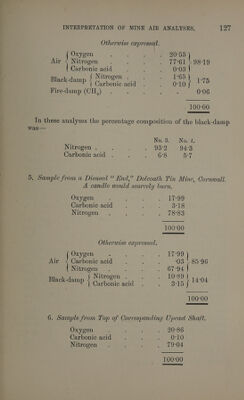 INTERPRETATION OF MINE AIR ANALYSES. 127
Otherwise expressed.
Air { Oxygen . . . . 20·55
Nitrogen . . . . 77·61 } 98·19
Carbonic acid . . . 0·03
Black-damp { Nitrogen . . . 1·65 } 1·75
Carbonic acid . . 0·10
Fire-damp (CH₄) . . . . 0·06
100·00
In these analyses the percentage composition of the black-damp
was—
No. 3. No. 4.
Nitrogen . . . . 93·2 94·3
Carbonic acid . . . 6·8 5·7
5. Sample from a Disused "End," Dolcoath Tin Mine, Cornwall.
A candle would scarcely burn.
Oxygen . . . . 17·99
Carbonic acid . . . 3·18
Nitrogen . . . . 78·83
100·00
Otherwise expressed.
Air { Oxygen . . . . 17·99
Carbonic acid . . . ·03 } 85·96
Nitrogen . . . . 67·94
Black-damp { Nitrogen . . . 10·89 } 14·04
Carbonic acid . . 3·15
100·00
6. Sample from Top of Corresponding Upcast Shaft.
Oxygen . . . . 20·86
Carbonic acid . . . 0·10
Nitrogen . . . . 79·04
100·00